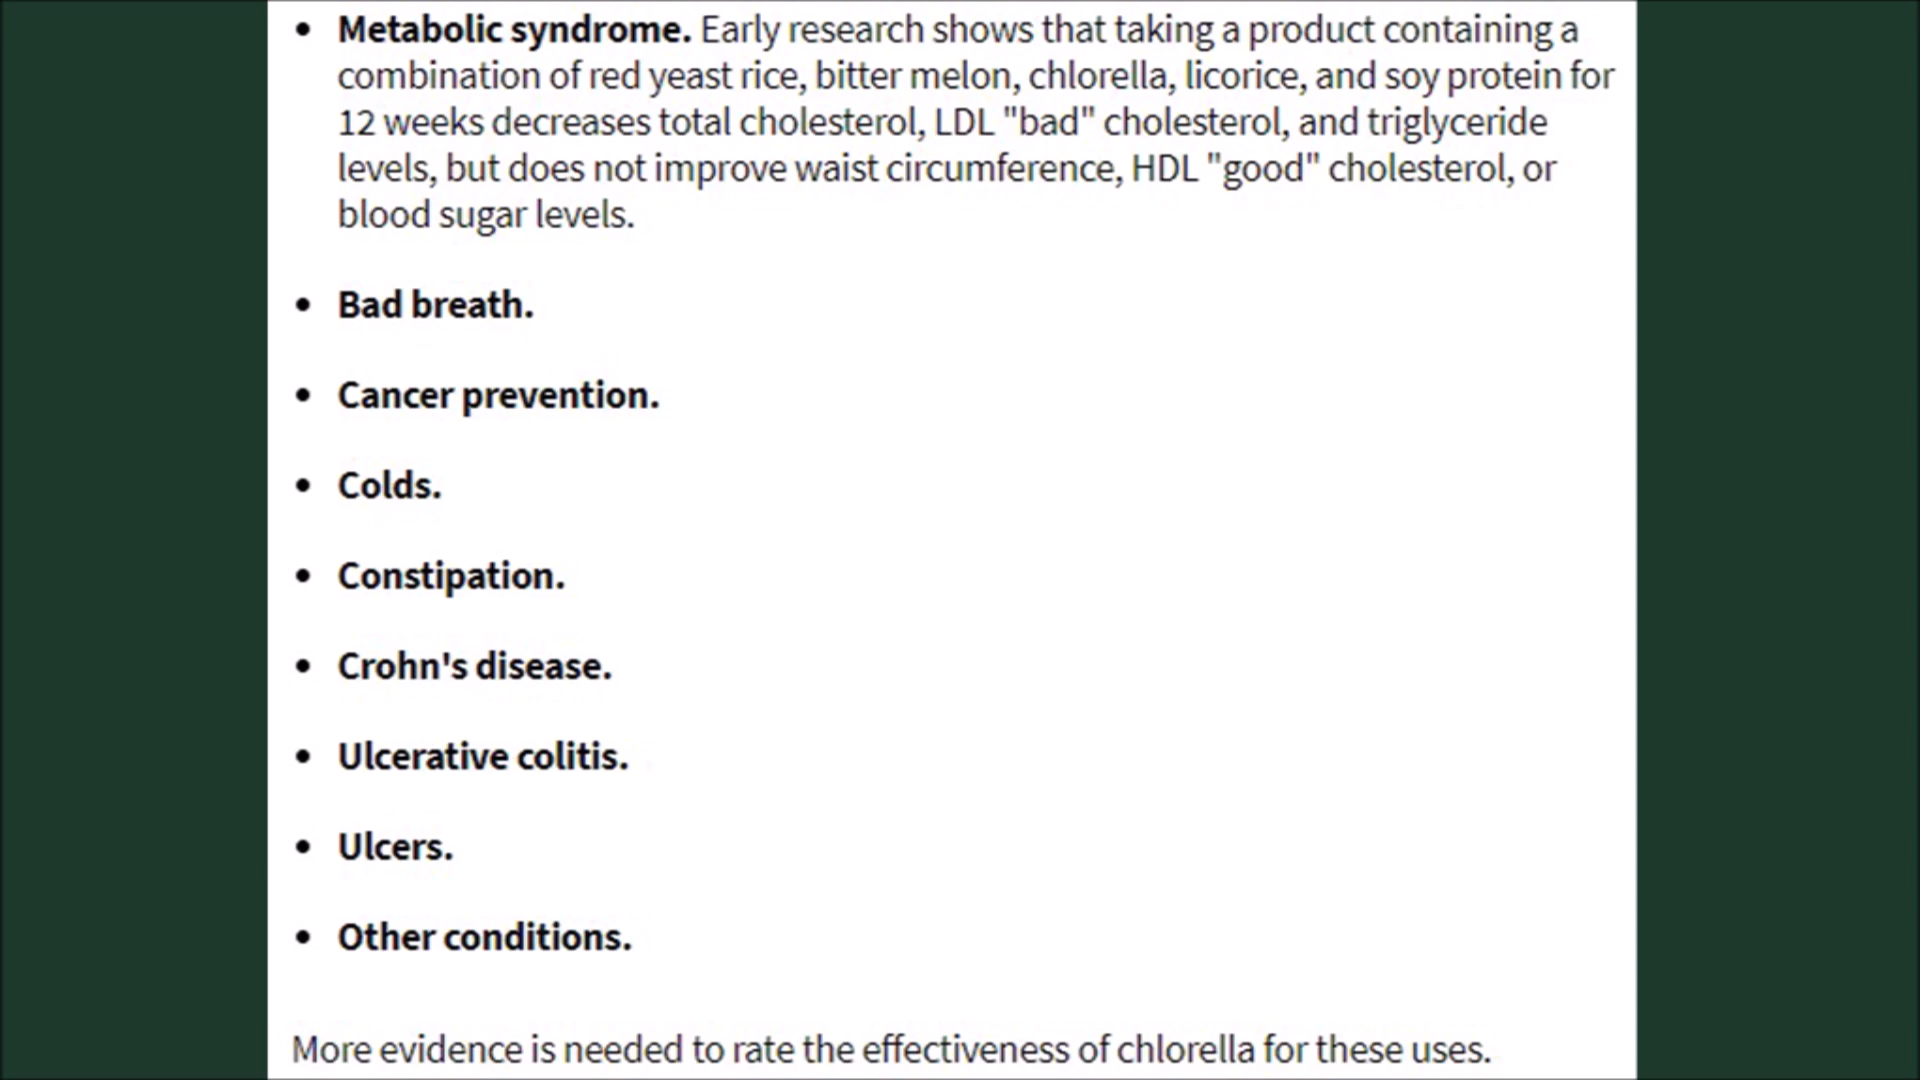 • Metabolic syndrome. Early research shows that taking a product containing a
combination of red yeast rice, bitter melon, chlorella, licorice, and soy protein for
12 weeks decreases total cholesterol, LDL "bad" cholesterol, and triglyceride
levels, but does not improve waist circumference, HDL "good" cholesterol, or
blood sugar levels.
• Bad breath.
• Cancer prevention.
• Colds.
• Constipation.
• Crohn's disease.
• Ulcerative colitis.
• Ulcers.
• Other conditions.
More evidence is needed to rate the effectiveness of chlorella for these uses.